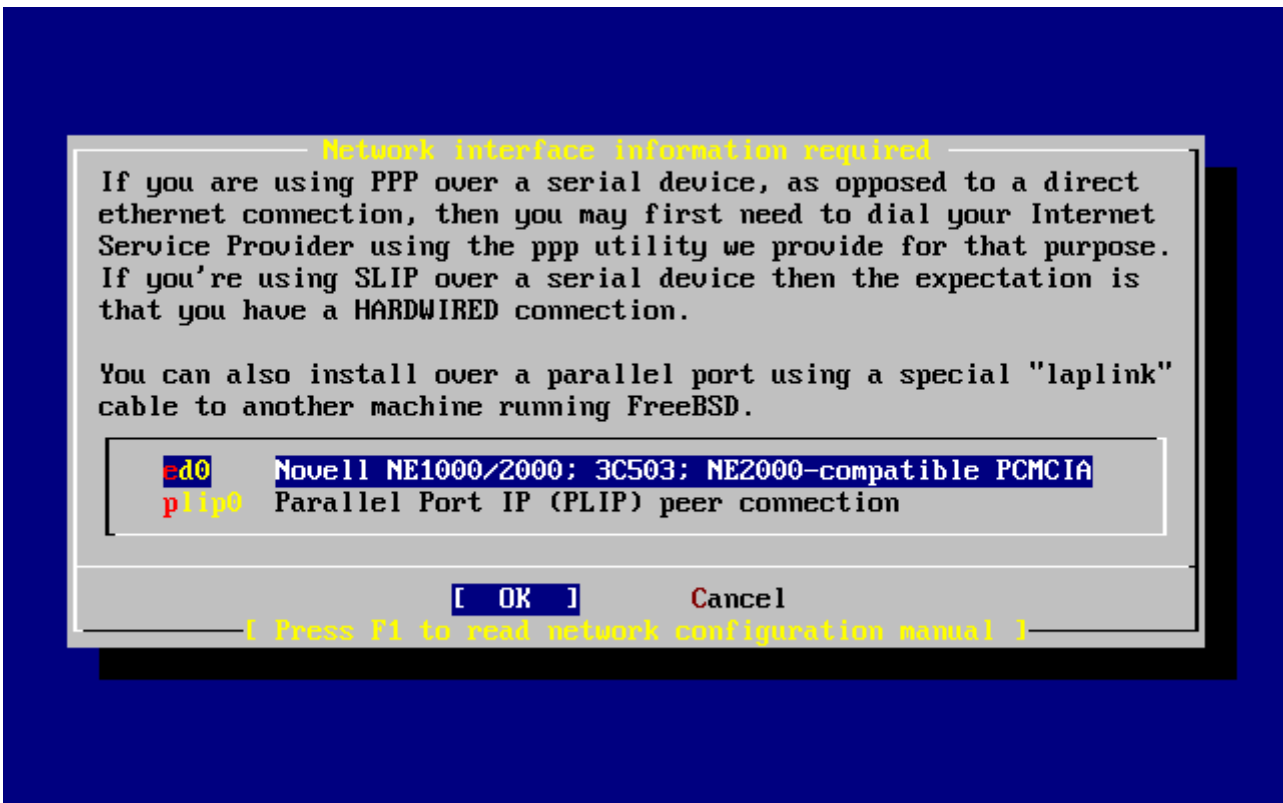 Network interface information required
If you are using PPP over a serial device, as opposed to a direct
ethernet connection, then you may first need to dial your Internet
Service Provider using the ppp utility we provide for that purpose.
If you're using SLIP over a serial device then the expectation is
that you have a HARDWIRED connection.
You can also install over a parallel port using a special "laplink"
cable to another machine running FreeBSD.
ed0 Novell NE1000/2000; 3C503; NE2000-compatible PCMCIA
plip0 Parallel Port IP (PLIP) peer connection
[ OK ] Cancel
[ Press F1 to read network configuration manual ]